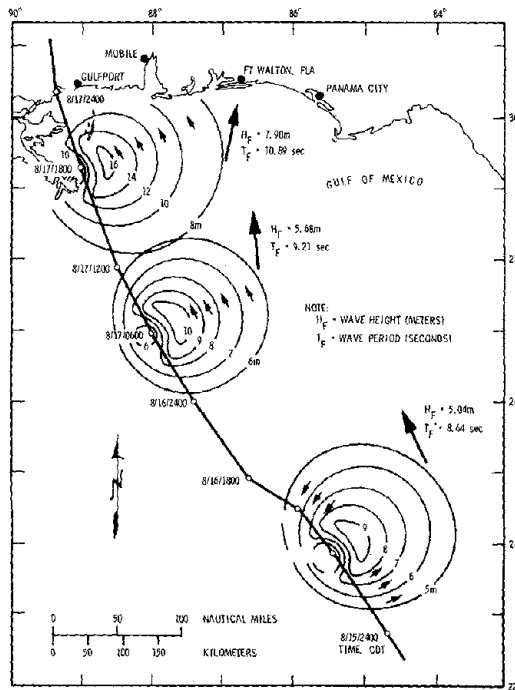 90° 88° 86° 84°
MOBILE
GULFPORT
FT WALTON, FLA
PANAMA CITY
8/17/2400
GULF OF MEXICO
H_F = 7.90m
T_F = 10.89 sec
10 16
14
12
10
8m
8/17/1800
H_F = 5.68m
T_F = 9.21 sec
8/17/1200
NOTE:
H_F = WAVE HEIGHT (METERS)
T_F = WAVE PERIOD (SECONDS)
8/17/0600
6 10
9
8
7
6m
8/16/2400
H_F = 5.04m
T_F = 8.64 sec
8/16/1800
N
9
8
7
6
5m
0 50 100 NAUTICAL MILES
0 50 100 150 KILOMETERS
8/15/2400
TIME, CDT